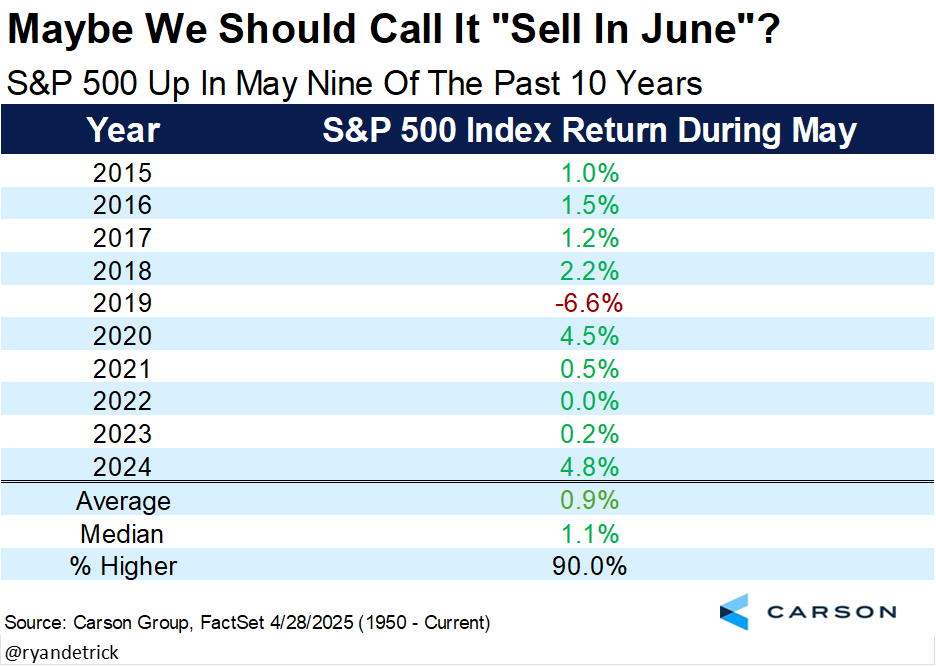 Maybe We Should Call It "Sell In June"?
S&P 500 Up In May Nine Of The Past 10 Years
Year S&P 500 Index Return During May
2015 1.0%
2016 1.5%
2017 1.2%
2018 2.2%
2019 -6.6%
2020 4.5%
2021 0.5%
2022 0.0%
2023 0.2%
2024 4.8%
Average 0.9%
Median 1.1%
% Higher 90.0%
Source: Carson Group, FactSet 4/28/2025 (1950 - Current)
CARSON
@ryandetrick